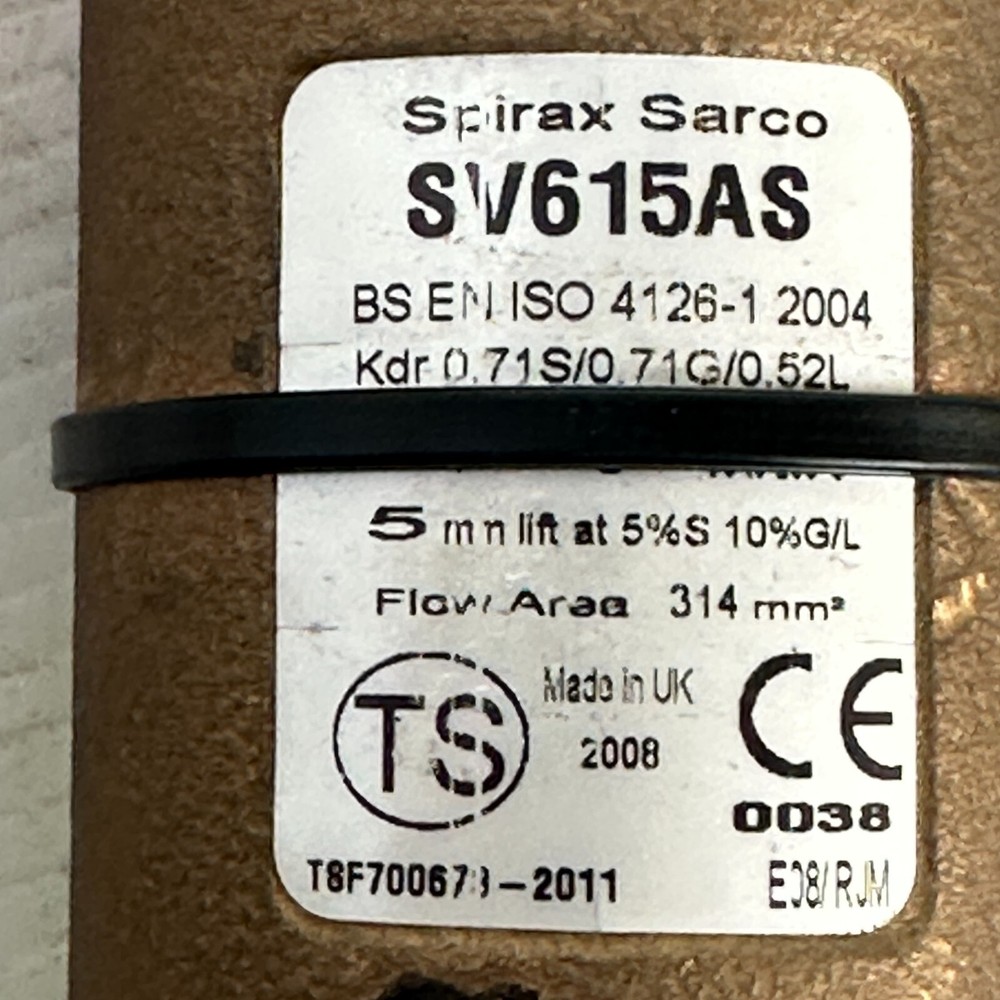 Spirax Sarco
SV615AS
BS EN ISO 4126-1 2004
Kdr 0.71S/0.71G/0.52L
5 mm lift at 5%S 10%G/L
Flow Area 314 mm²
TS
Made in UK
2008
CE
0038
-2011
E08/RJM